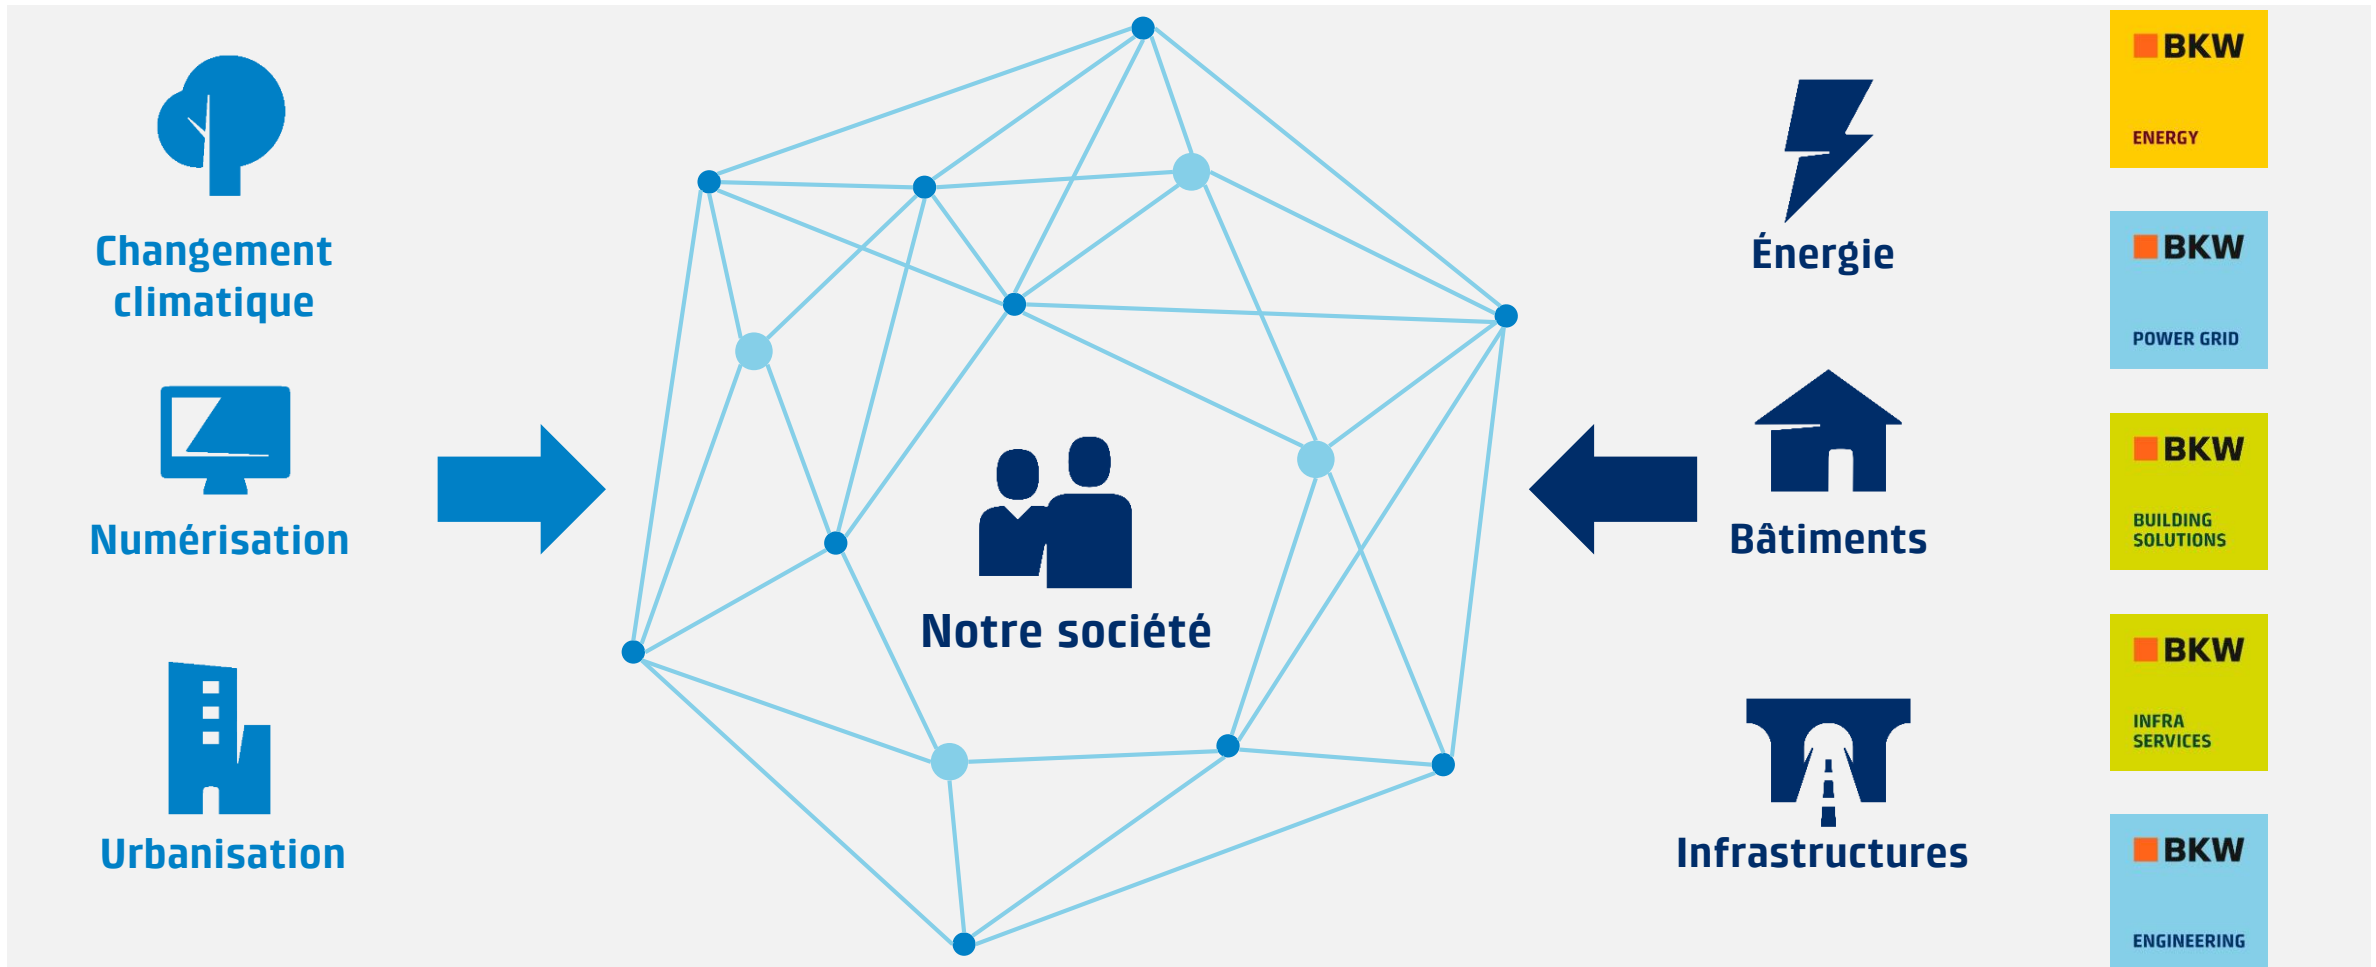 Changement
climatique
Numérisation
Urbanisation
Notre société
Énergie
Bâtiments
Infrastructures
BKW
ENERGY
BKW
POWER GRID
BKW
BUILDING
SOLUTIONS
BKW
INFRA
SERVICES
BKW
ENGINEERING